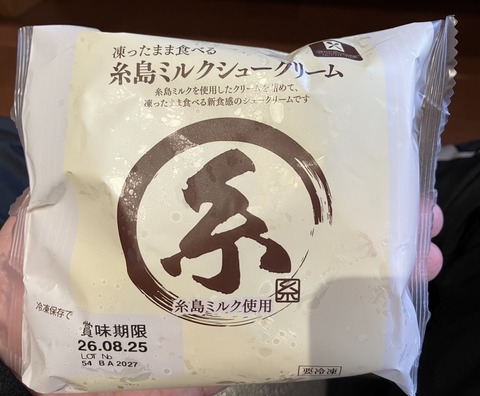 凍ったまま食べる
糸島ミルクシュークリーム
糸島ミルクを使用したクリームを詰めて、
凍ったまま食べる新食感のシュークリームです
糸
糸島ミルク使用
糸
冷凍保存で
賞味期限
26.08.25
LOT No.
54 BA2027
要冷凍